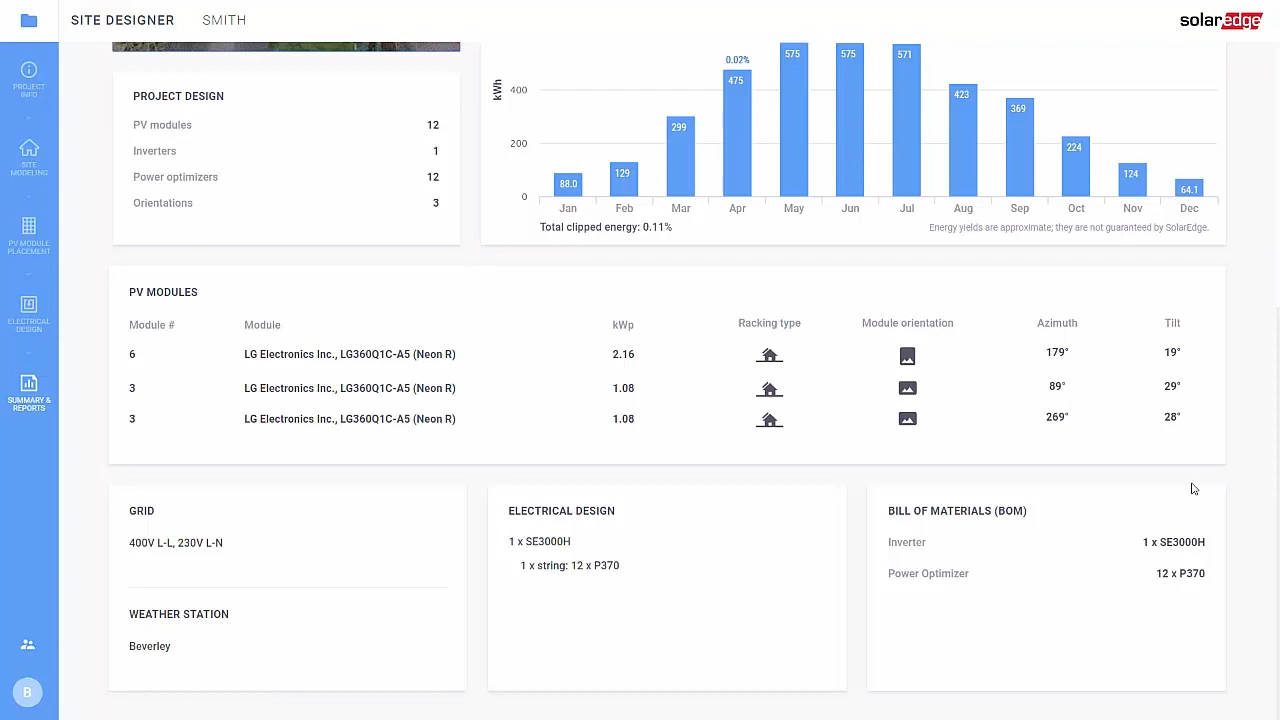 SITE DESIGNER SMITH solaredge
PROJECT INFO
SITE MODELING
PV MODULE PLACEMENT
ELECTRICAL DESIGN
SUMMARY & REPORTS
B
PROJECT DESIGN
PV modules 12
Inverters 1
Power optimizers 12
Orientations 3
kWh
400
200
0
0.02%
88.0 129 299 475 575 575 571 423 369 224 124 64.1
Jan Feb Mar Apr May Jun Jul Aug Sep Oct Nov Dec
Total clipped energy: 0.11% Energy yields are approximate; they are not guaranteed by SolarEdge.
PV MODULES
Module # Module kWp Racking type Module orientation Azimuth Tilt
6 LG Electronics Inc., LG360Q1C-A5 (Neon R) 2.16 179° 19°
3 LG Electronics Inc., LG360Q1C-A5 (Neon R) 1.08 89° 29°
3 LG Electronics Inc., LG360Q1C-A5 (Neon R) 1.08 269° 28°
GRID
400V L-L, 230V L-N
WEATHER STATION
Beverley
ELECTRICAL DESIGN
1 x SE3000H
1 x string: 12 x P370
BILL OF MATERIALS (BOM)
Inverter 1 x SE3000H
Power Optimizer 12 x P370